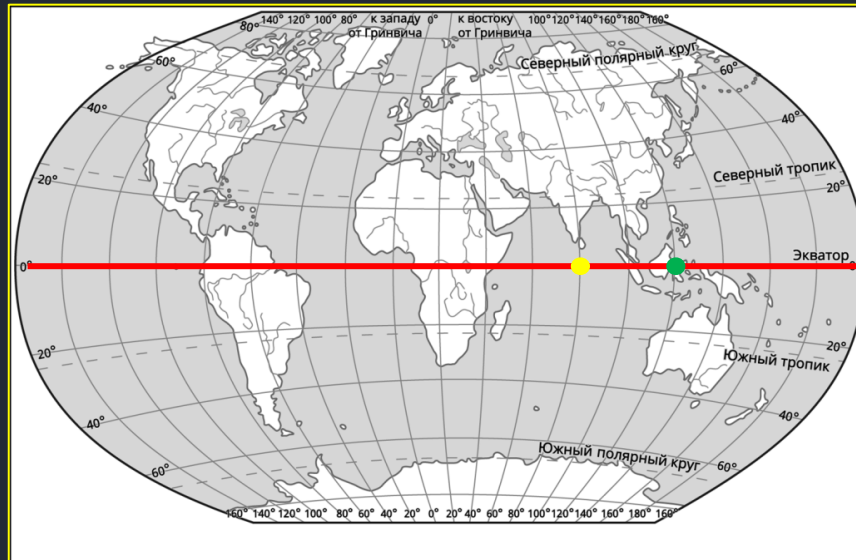 140° 120° 100° 80° к западу 0° к востоку 100° 120° 140° 160° 180° 160°
80° от Гринвича от Гринвича
Северный полярный круг
60° 60°
40° 40°
Северный тропик
20° 20°
Экватор
0°
20° 20°
Южный тропик
40° 40°
Южный полярный круг
60° 60°
160° 140° 120° 100° 80° 60° 40° 20° 0° 20° 40° 60° 80° 100° 120° 140° 160° 180° 160°